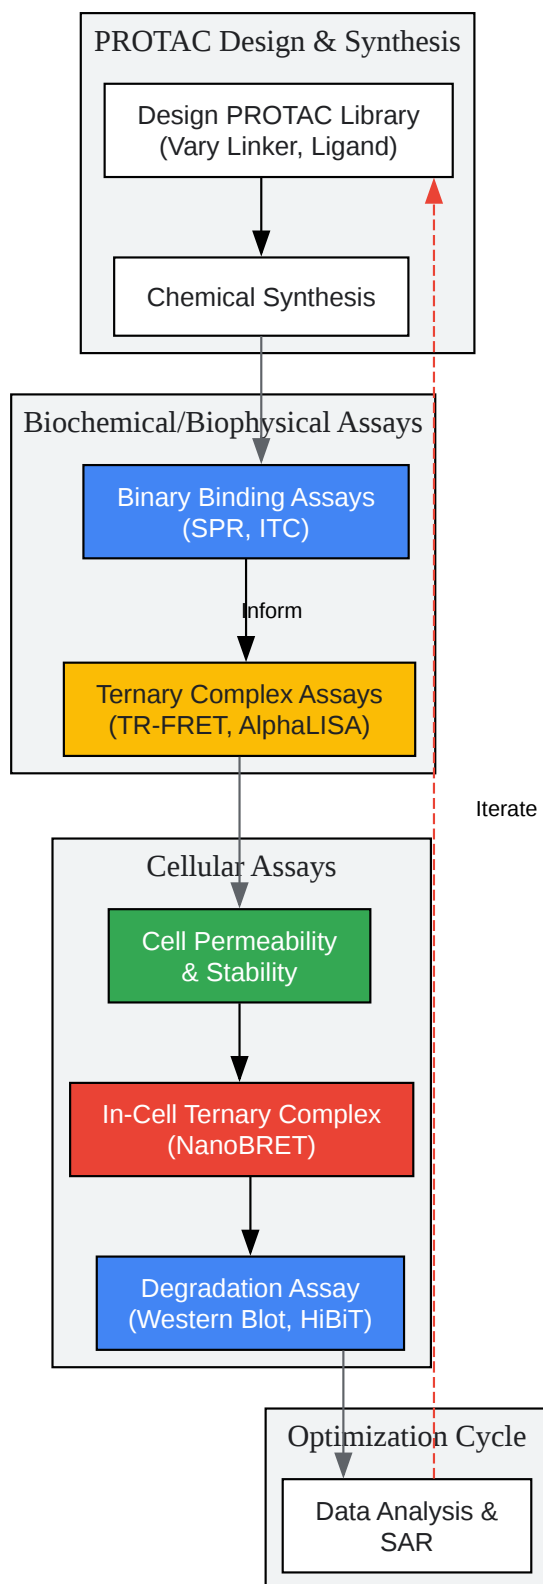 PROTAC Design & Synthesis
Design PROTAC Library
(Vary Linker, Ligand)
Chemical Synthesis
Biochemical/Biophysical Assays
Binary Binding Assays
(SPR, ITC)
Inform
Ternary Complex Assays
(TR-FRET, AlphaLISA)
Iterate
Cellular Assays
Cell Permeability
& Stability
In-Cell Ternary Complex
(NanoBRET)
Degradation Assay
(Western Blot, HiBiT)
Optimization Cycle
Data Analysis &
SAR